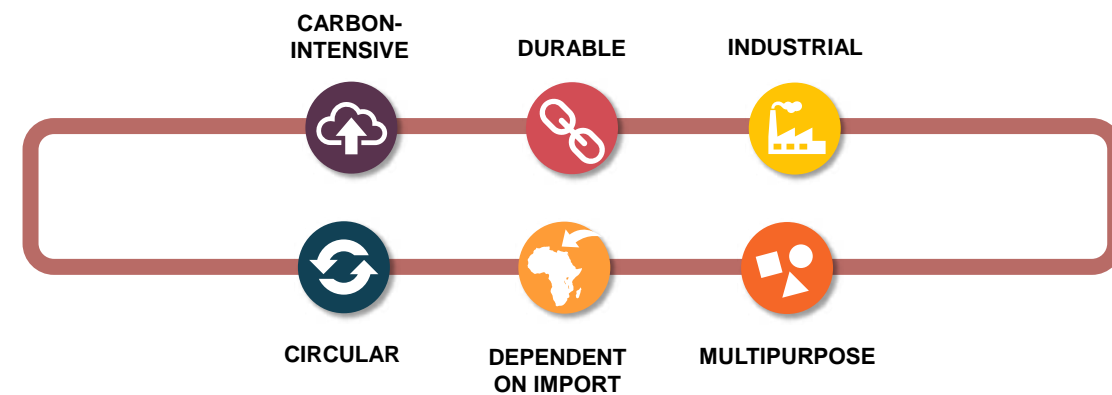 CARBON-
INTENSIVE
DURABLE
INDUSTRIAL
CIRCULAR
DEPENDENT
ON IMPORT
MULTIPURPOSE